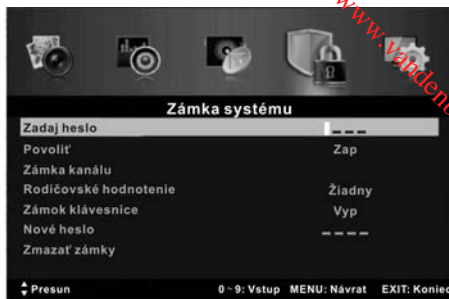 www.vandent
Zámka systému
Zadaj heslo _ _ _
Povoliť Zap
Zámka kanálu
Rodičovské hodnotenie Žiadny
Zámok klávesnice Vyp
Nové heslo _ _ _ _
Zmazať zámky
Presun 0~9: Vstup MENU: Návrat EXIT: Koniec